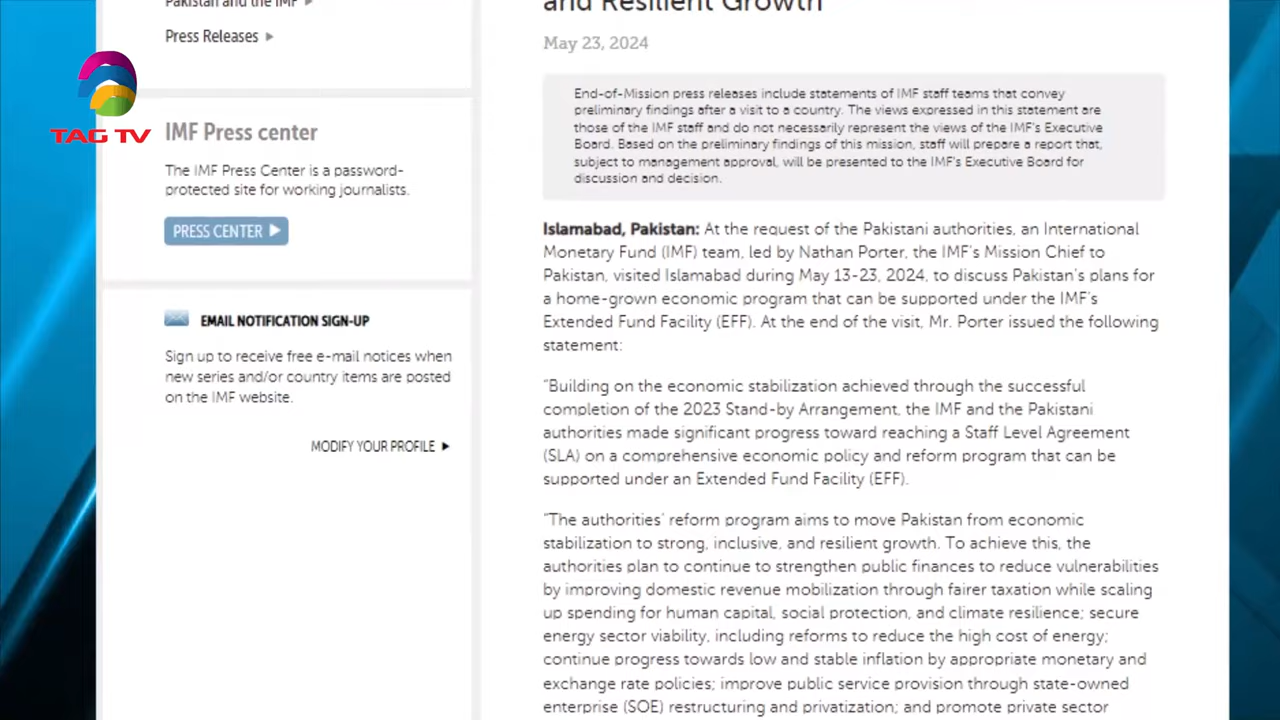 Pakistan and the IMF
Press Releases
TAG TV
IMF Press center
The IMF Press Center is a password-
protected site for working journalists.
PRESS CENTER
EMAIL NOTIFICATION SIGN-UP
Sign up to receive free e-mail notices when
new series and/or country items are posted
on the IMF website.
MODIFY YOUR PROFILE
and Resilient Growth
May 23, 2024
End-of-Mission press releases include statements of IMF staff teams that convey
preliminary findings after a visit to a country. The views expressed in this statement are
those of the IMF staff and do not necessarily represent the views of the IMF's Executive
Board. Based on the preliminary findings of this mission, staff will prepare a report that,
subject to management approval, will be presented to the IMF's Executive Board for
discussion and decision.
Islamabad, Pakistan: At the request of the Pakistani authorities, an International
Monetary Fund (IMF) team, led by Nathan Porter, the IMF's Mission Chief to
Pakistan, visited Islamabad during May 13-23, 2024, to discuss Pakistan's plans for
a home-grown economic program that can be supported under the IMF's
Extended Fund Facility (EFF). At the end of the visit, Mr. Porter issued the following
statement:
"Building on the economic stabilization achieved through the successful
completion of the 2023 Stand-by Arrangement, the IMF and the Pakistani
authorities made significant progress toward reaching a Staff Level Agreement
(SLA) on a comprehensive economic policy and reform program that can be
supported under an Extended Fund Facility (EFF).
"The authorities' reform program aims to move Pakistan from economic
stabilization to strong, inclusive, and resilient growth. To achieve this, the
authorities plan to continue to strengthen public finances to reduce vulnerabilities
by improving domestic revenue mobilization through fairer taxation while scaling
up spending for human capital, social protection, and climate resilience; secure
energy sector viability, including reforms to reduce the high cost of energy;
continue progress towards low and stable inflation by appropriate monetary and
exchange rate policies; improve public service provision through state-owned
enterprise (SOE) restructuring and privatization; and promote private sector